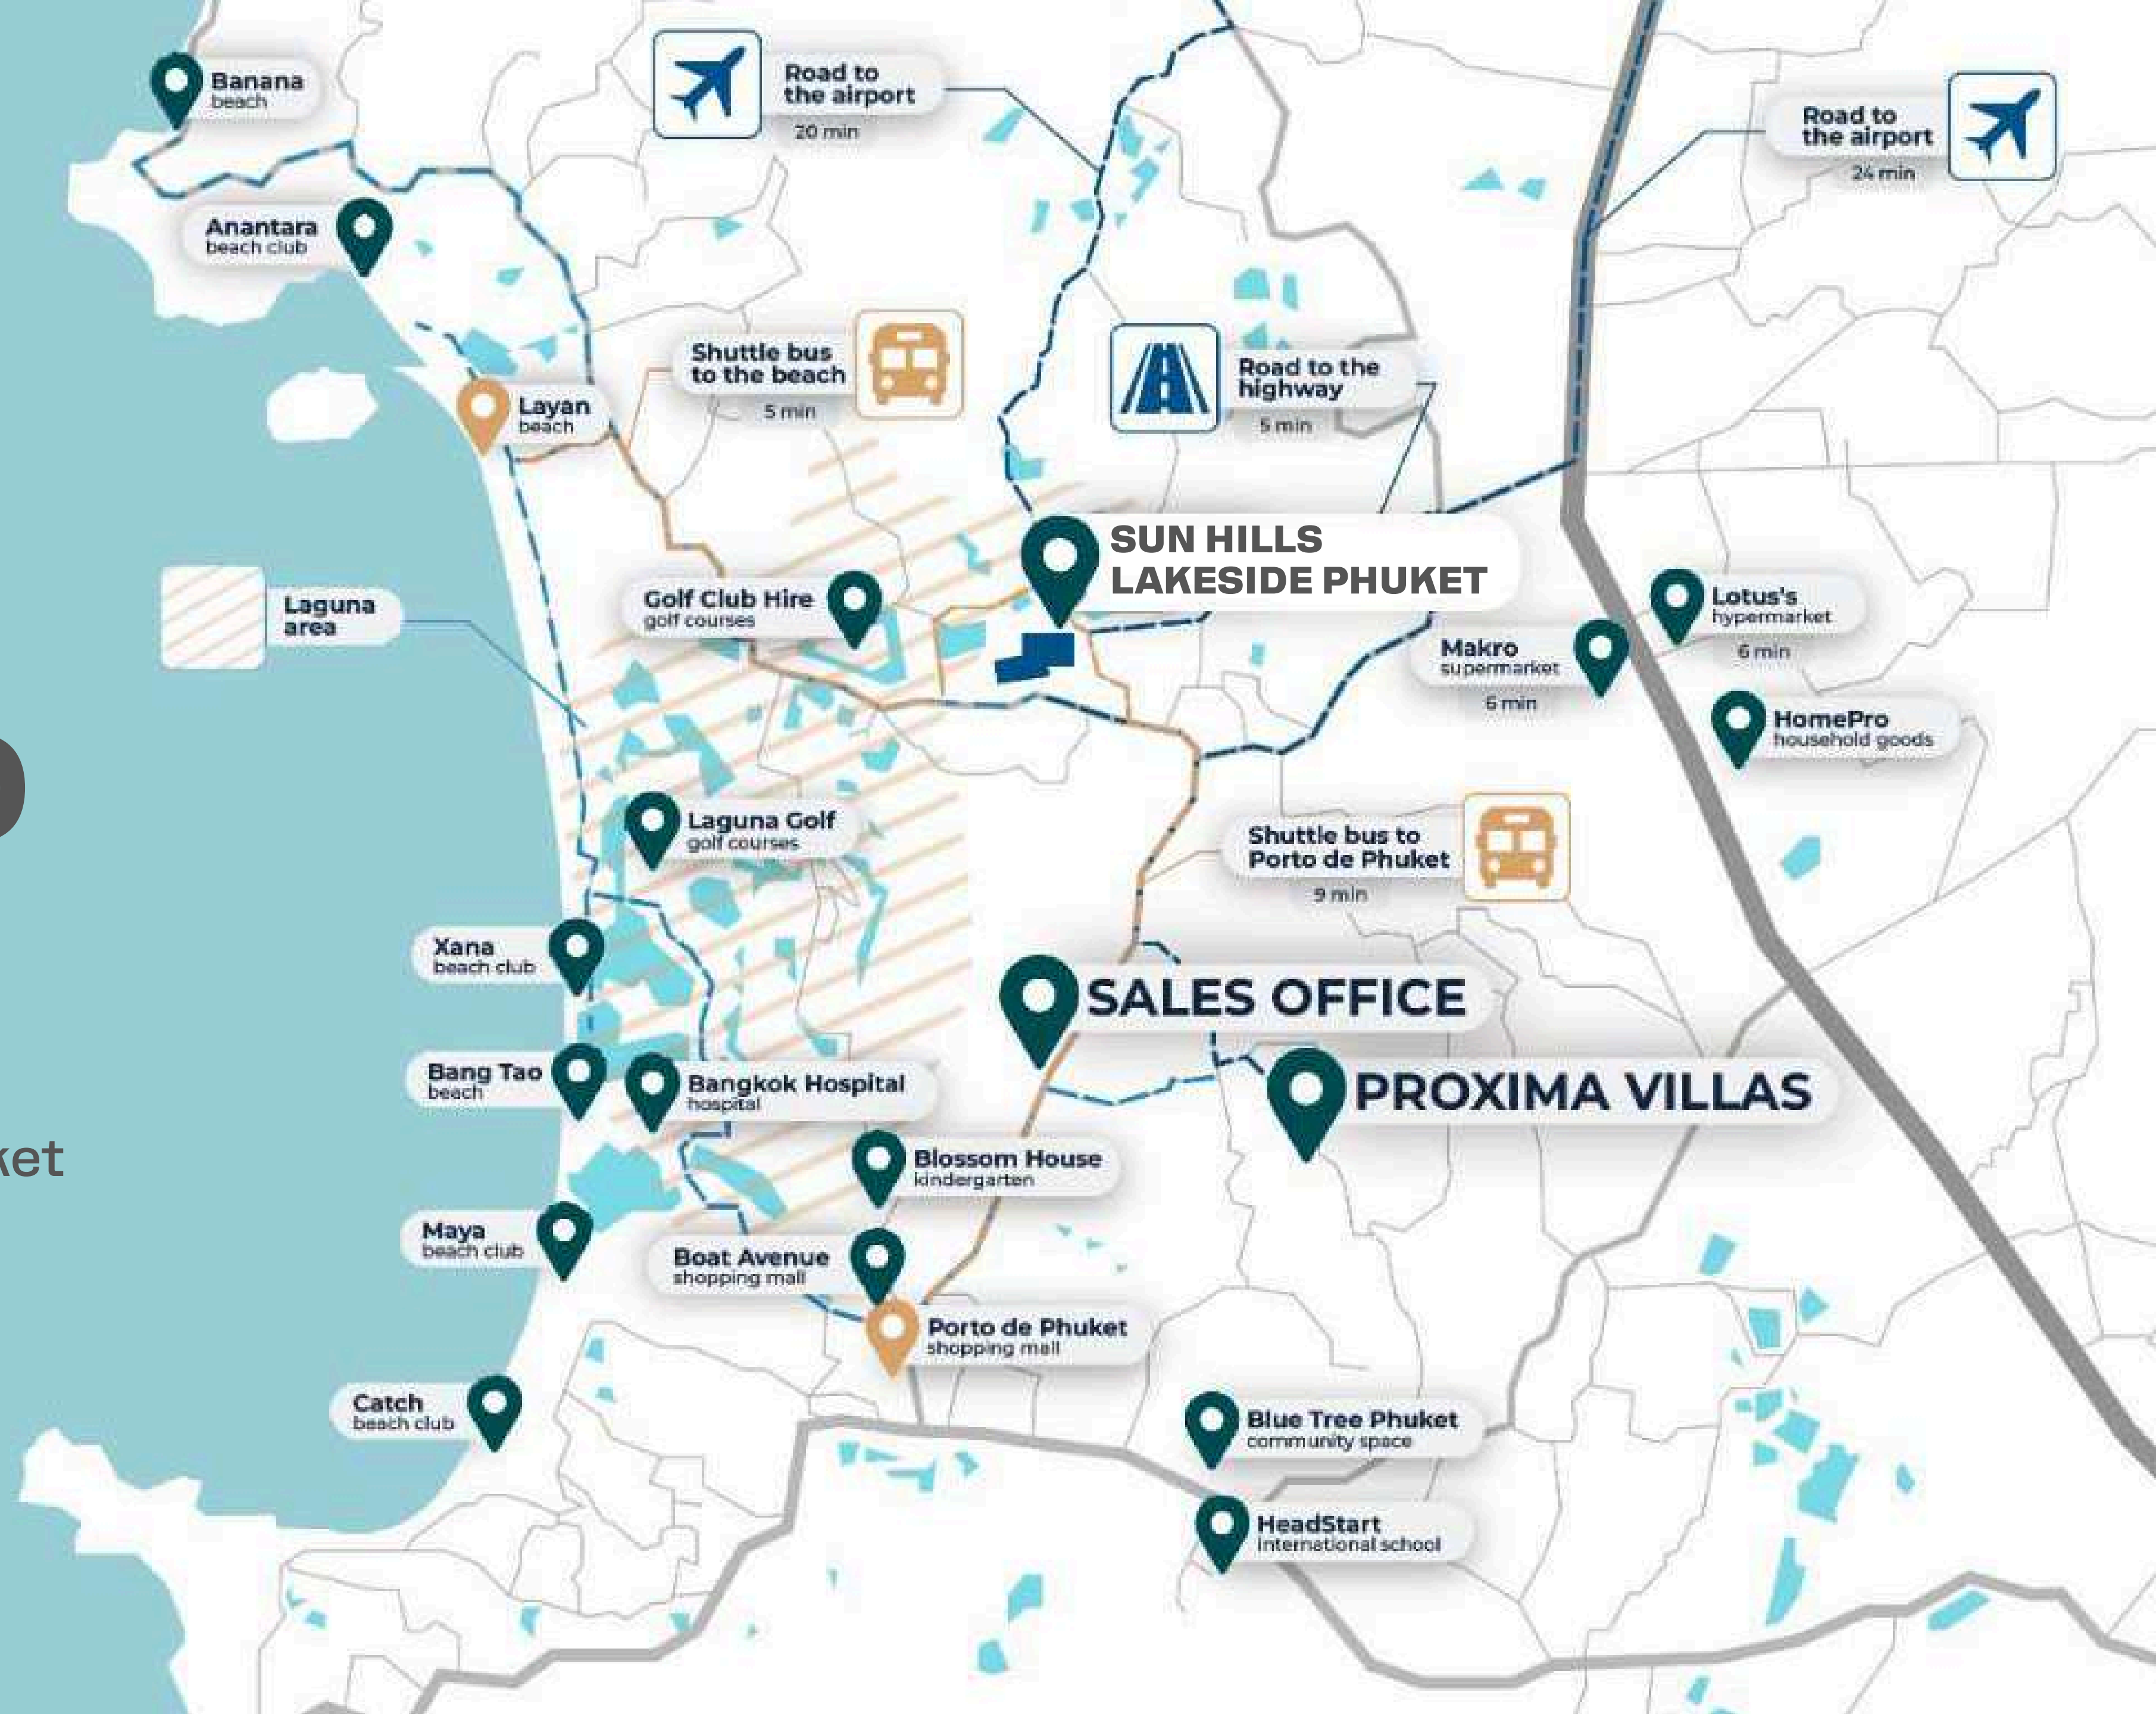 Banana
beach
Road to
the airport
20 min
Road to
the airport
24 min
Anantara
beach club
Shuttle bus
to the beach
5 min
Road to the
highway
5 min
Layan
beach
SUN HILLS
LAKESIDE PHUKET
Laguna
area
Golf Club Hire
golf courses
Lotus's
hypermarket
6 min
Makro
supermarket
6 min
HomePro
household goods
Laguna Golf
golf courses
Shuttle bus to
Porto de Phuket
9 min
Xana
beach club
SALES OFFICE
Bang Tao
beach
Bangkok Hospital
hospital
PROXIMA VILLAS
ket
Blossom House
kindergarten
Maya
beach club
Boat Avenue
shopping mall
Porto de Phuket
shopping mall
Catch
beach club
Blue Tree Phuket
community space
HeadStart
international school